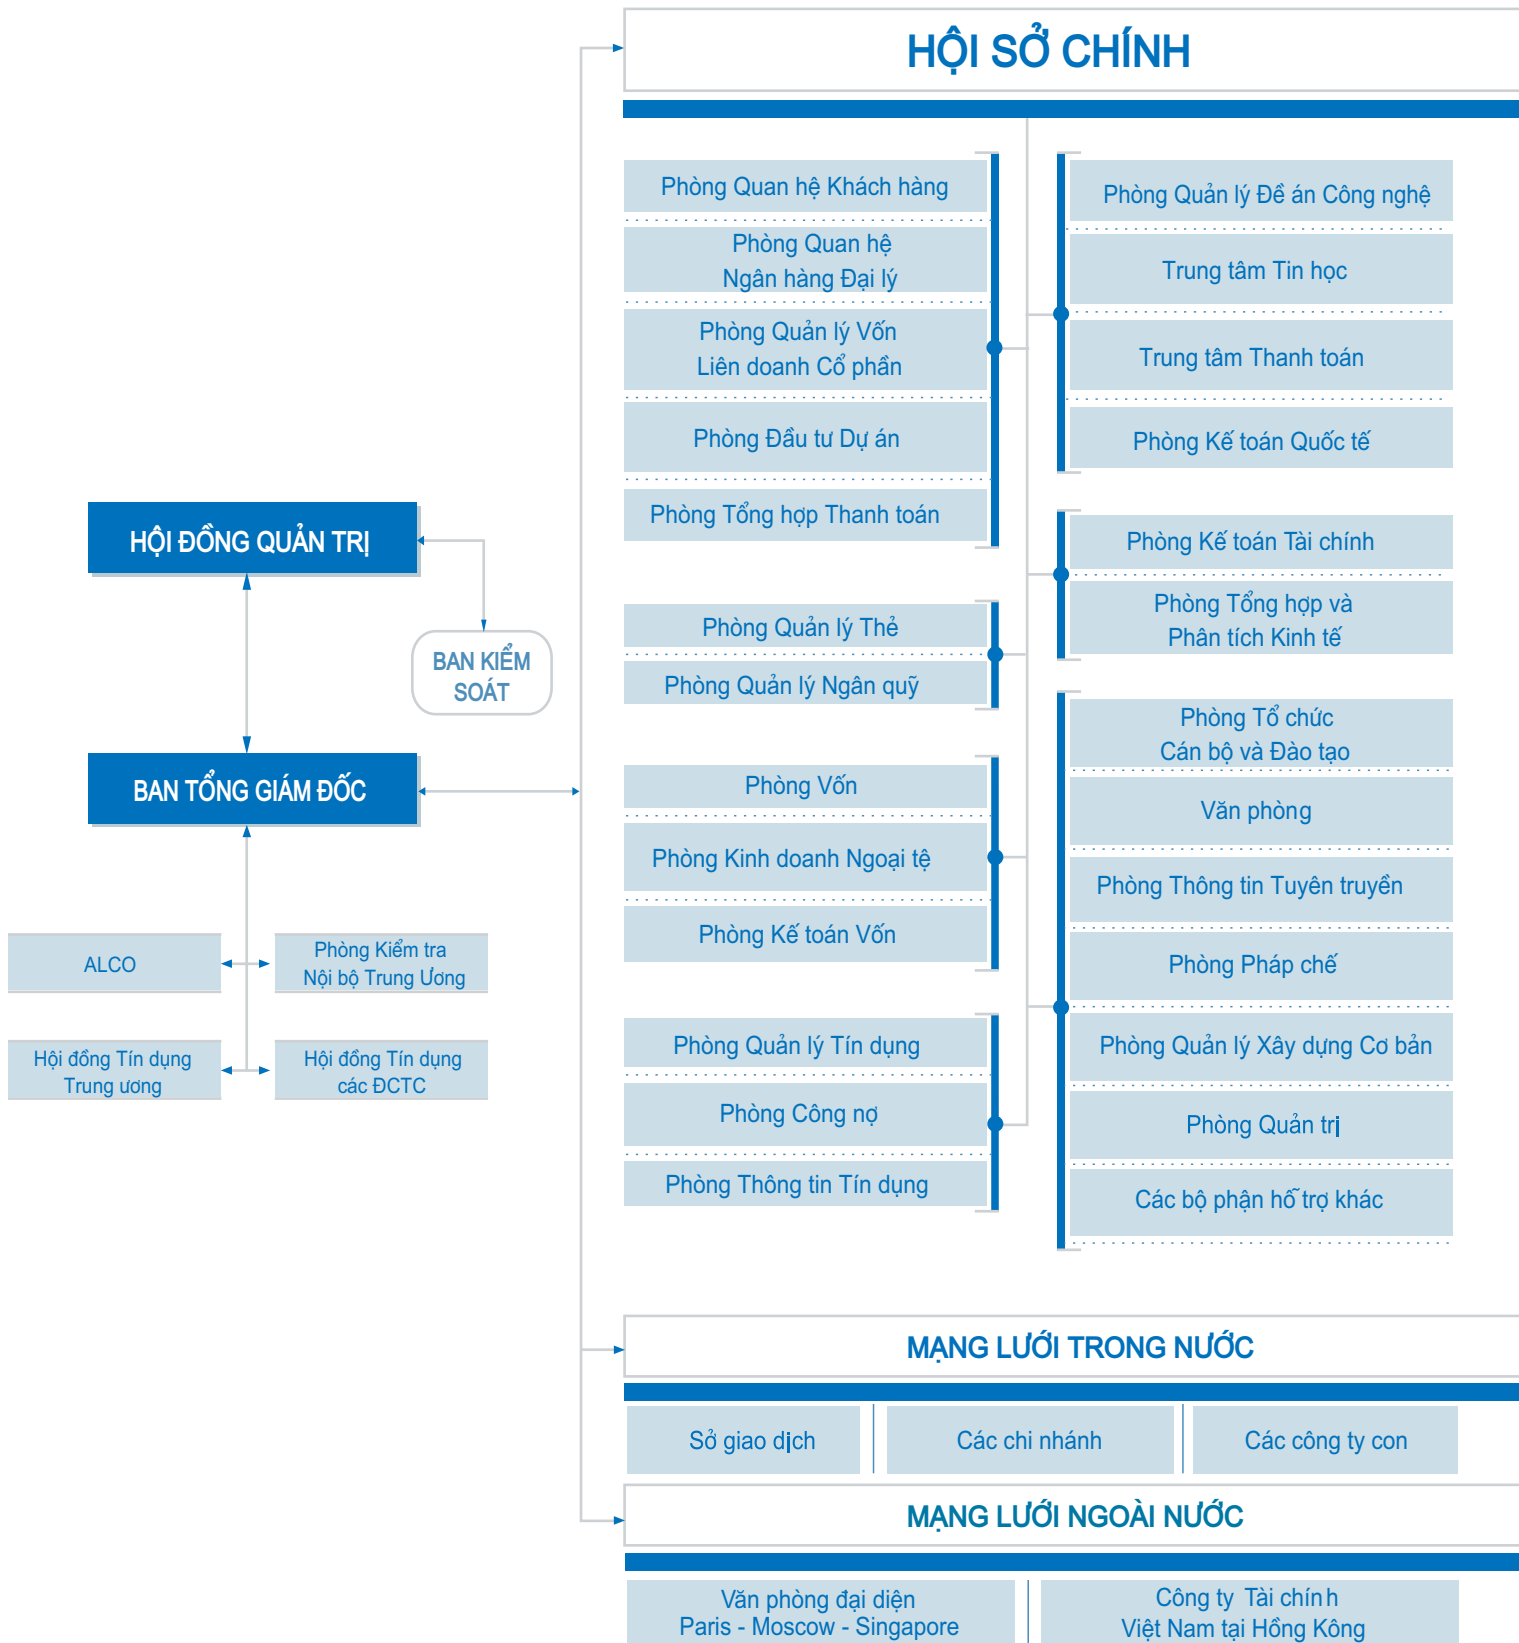 HỘI SỞ CHÍNH
Phòng Quan hệ Khách hàng
Phòng Quan hệ
Ngân hàng Đại lý
Phòng Quản lý Vốn
Liên doanh Cổ phần
Phòng Đầu tư Dự án
Phòng Tổng hợp Thanh toán
Phòng Quản lý Thẻ
Phòng Quản lý Ngân quỹ
Phòng Vốn
Phòng Kinh doanh Ngoại tệ
Phòng Kế toán Vốn
Phòng Quản lý Tín dụng
Phòng Công nợ
Phòng Thông tin Tín dụng
Phòng Quản lý Đề án Công nghệ
Trung tâm Tin học
Trung tâm Thanh toán
Phòng Kế toán Quốc tế
Phòng Kế toán Tài chính
Phòng Tổng hợp và
Phân tích Kinh tế
Phòng Tổ chức
Cán bộ và Đào tạo
Văn phòng
Phòng Thông tin Tuyên truyền
Phòng Pháp chế
Phòng Quản lý Xây dựng Cơ bản
Phòng Quản trị
Các bộ phận hỗ trợ khác
HỘI ĐỒNG QUẢN TRỊ
BAN KIỂM
SOÁT
BAN TỔNG GIÁM ĐỐC
ALCO
Phòng Kiểm tra
Nội bộ Trung Ương
Hội đồng Tín dụng
Trung ương
Hội đồng Tín dụng
các ĐCTC
MẠNG LƯỚI TRONG NƯỚC
Sở giao dịch
Các chi nhánh
Các công ty con
MẠNG LƯỚI NGOÀI NƯỚC
Văn phòng đại diện
Paris - Moscow - Singapore
Công ty Tài chính
Việt Nam tại Hồng Kông